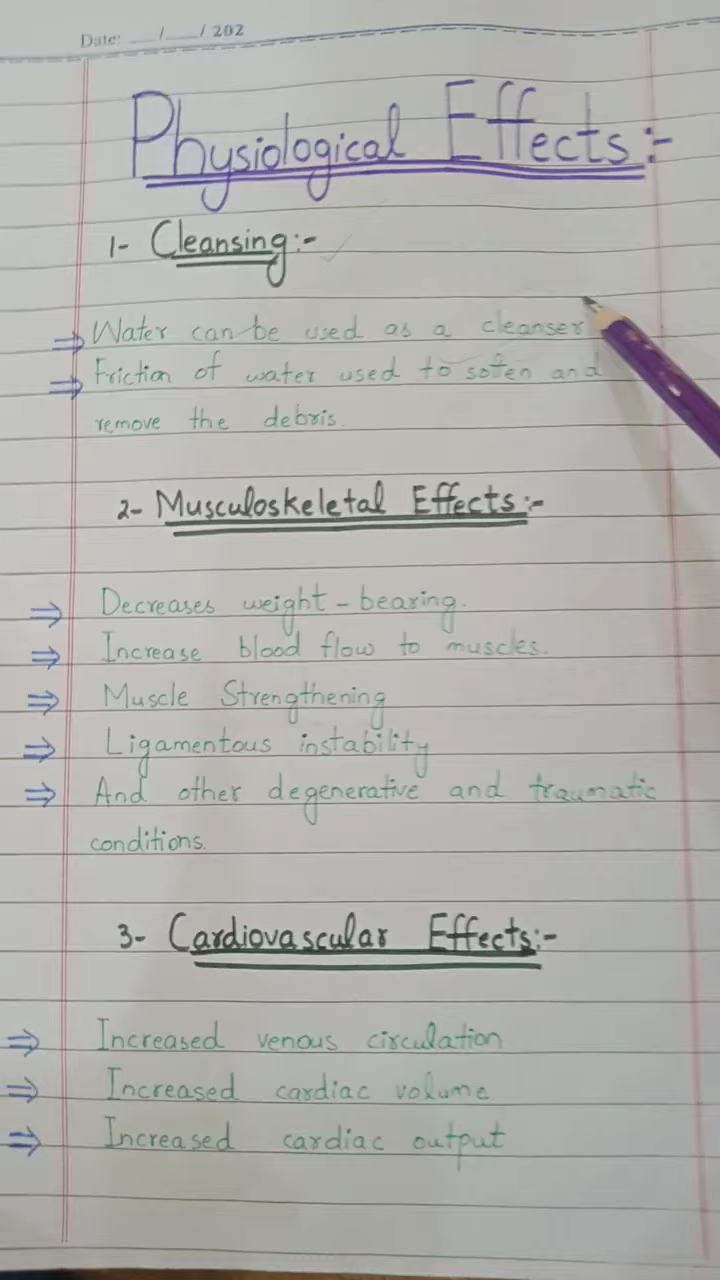 Date: __/__/202
Physiological Effects:-
1- Cleansing:-
⇒ Water can be used as a cleanser
⇒ Friction of water used to soften and
remove the debris.
2- Musculoskeletal Effects:-
⇒ Decreases weight-bearing.
⇒ Increase blood flow to muscles.
⇒ Muscle Strengthening
⇒ Ligamentous instability
⇒ And other degenerative and traumatic
conditions.
3- Cardiovascular Effects:-
⇒ Increased venous circulation
⇒ Increased cardiac volume
⇒ Increased cardiac output